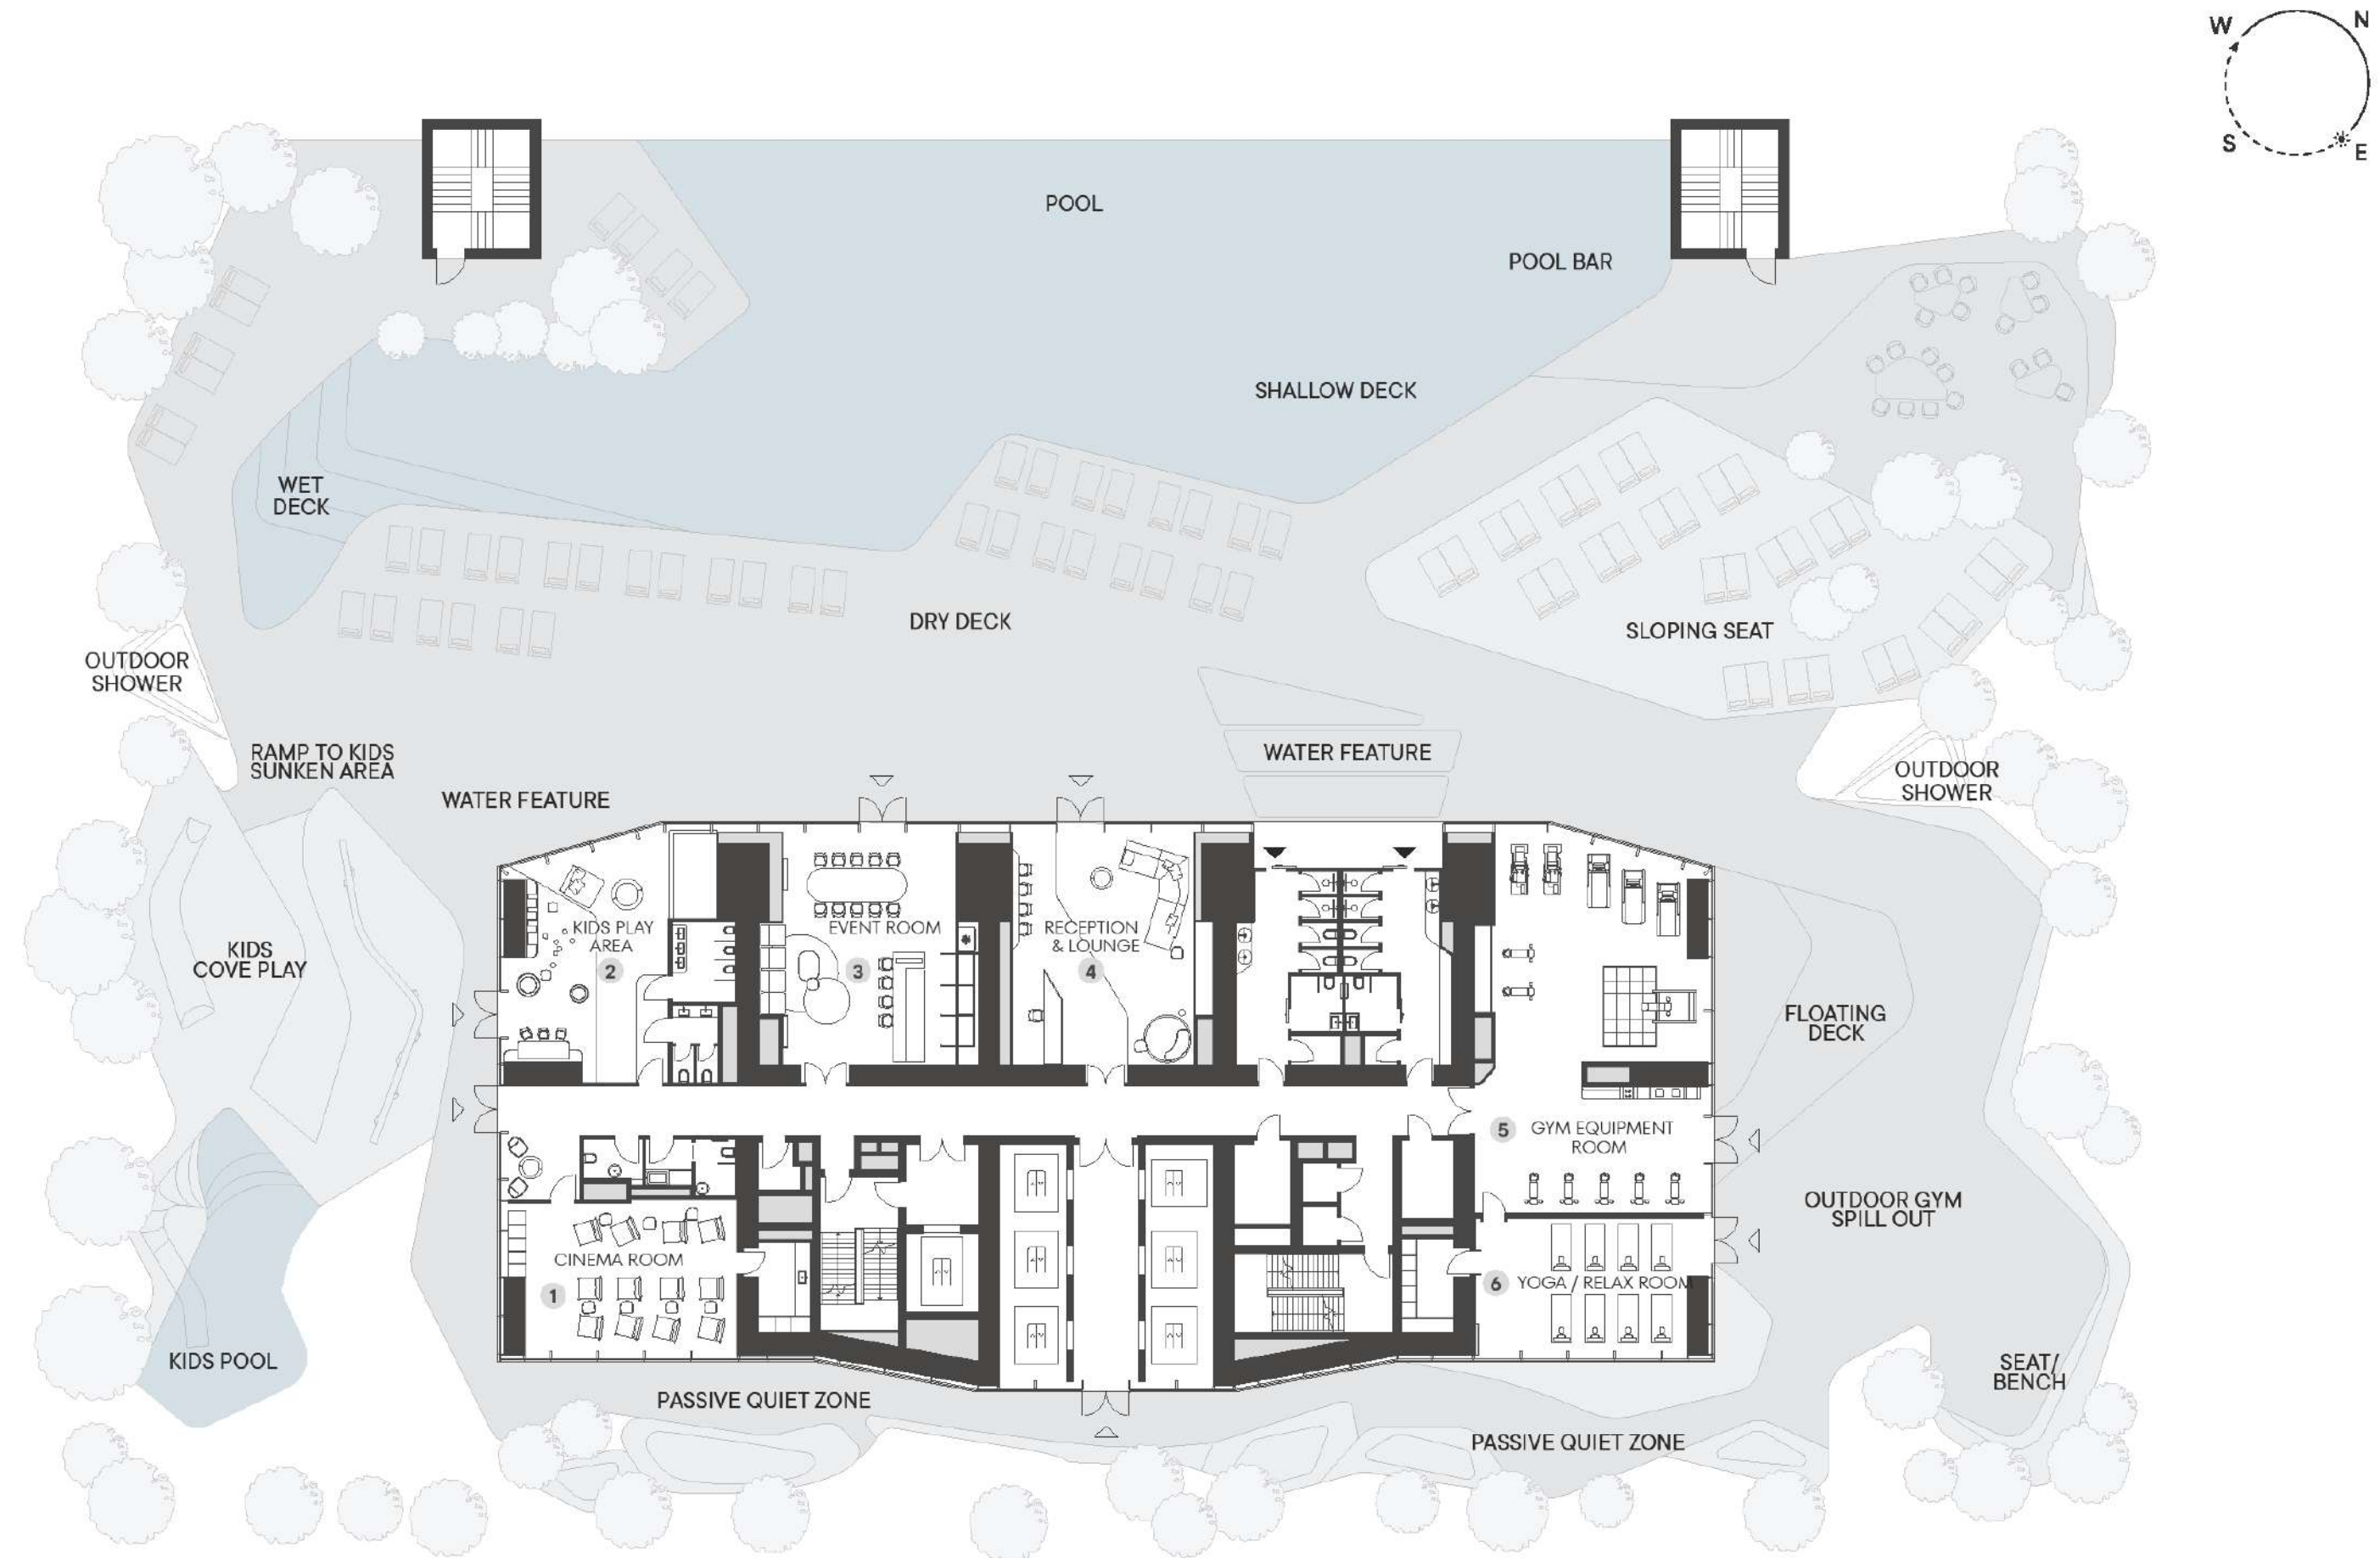 W
N
S
E
POOL
POOL BAR
SHALLOW DECK
WET
DECK
DRY DECK
SLOPING SEAT
OUTDOOR
SHOWER
RAMP TO KIDS
SUNKEN AREA
WATER FEATURE
WATER FEATURE
OUTDOOR
SHOWER
KIDS
COVE PLAY
KIDS PLAY
AREA
2
EVENT ROOM
3
RECEPTION
& LOUNGE
4
FLOATING
DECK
5
GYM EQUIPMENT
ROOM
OUTDOOR GYM
SPILL OUT
CINEMA ROOM
1
6
YOGA / RELAX ROOM
KIDS POOL
SEAT/
BENCH
PASSIVE QUIET ZONE
PASSIVE QUIET ZONE